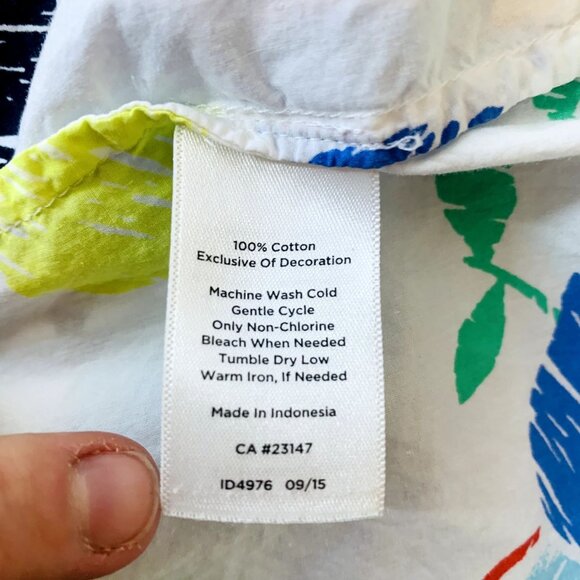 100% Cotton
Exclusive Of Decoration
Machine Wash Cold
Gentle Cycle
Only Non-Chlorine
Bleach When Needed
Tumble Dry Low
Warm Iron, If Needed
Made In Indonesia
CA #23147
ID4976 09/15